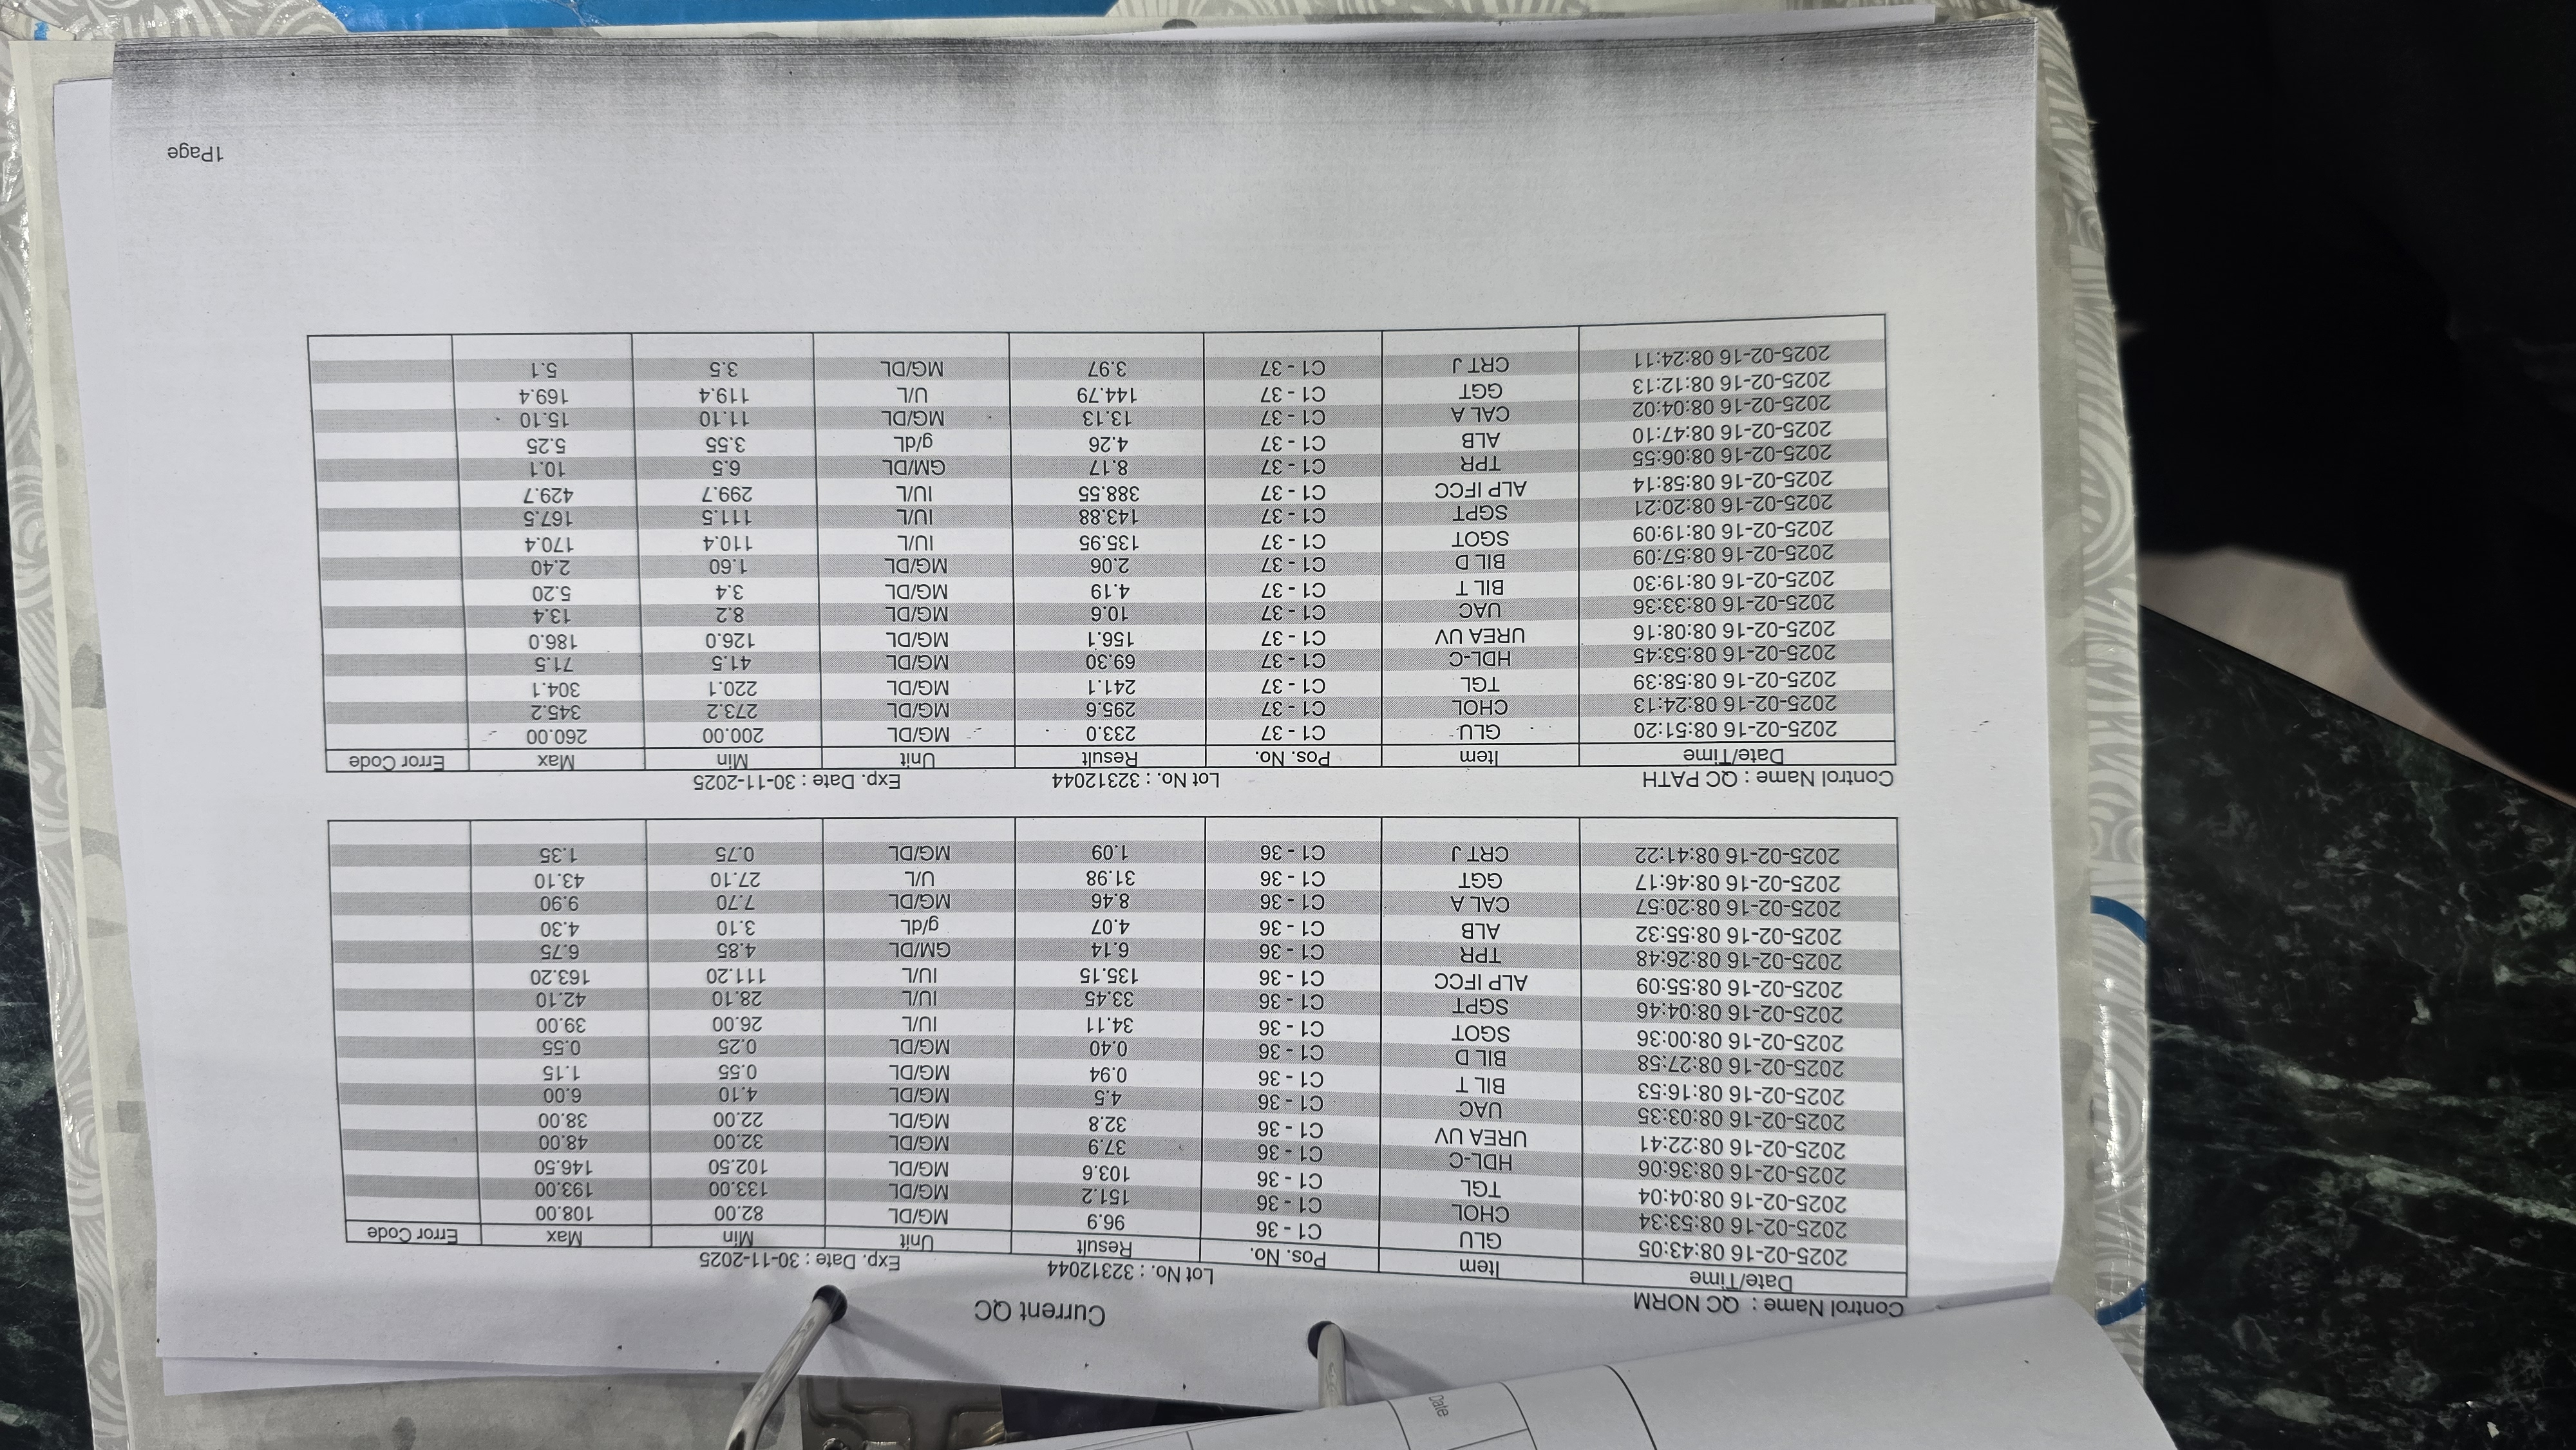 Current QC
Control Name : QC NORM Lot No. : 32312044 Exp. Date : 30-11-2025
Date/Time Item Pos. No. Result Unit Min Max Error Code
2025-02-16 08:43:05 GLU C1 - 36 96.9 MG/DL 82.00 108.00
2025-02-16 08:53:34 CHOL C1 - 36 151.2 MG/DL 133.00 193.00
2025-02-16 08:04:04 TGL C1 - 36 103.6 MG/DL 102.50 146.50
2025-02-16 08:36:06 HDL-C C1 - 36 37.9 MG/DL 32.00 48.00
2025-02-16 08:22:41 UREA UV C1 - 36 32.8 MG/DL 22.00 38.00
2025-02-16 08:03:35 UAC C1 - 36 4.5 MG/DL 4.10 6.00
2025-02-16 08:16:53 BIL T C1 - 36 0.94 MG/DL 0.55 1.15
2025-02-16 08:27:58 BIL D C1 - 36 0.40 MG/DL 0.25 0.55
2025-02-16 08:00:36 SGOT C1 - 36 34.11 IU/L 26.00 39.00
2025-02-16 08:04:46 SGPT C1 - 36 33.45 IU/L 28.10 42.10
2025-02-16 08:55:09 ALP IFCC C1 - 36 135.15 IU/L 111.20 163.20
2025-02-16 08:26:48 TPR C1 - 36 6.14 GM/DL 4.85 6.75
2025-02-16 08:55:32 ALB C1 - 36 4.07 g/dL 3.10 4.30
2025-02-16 08:20:57 CAL A C1 - 36 8.46 MG/DL 7.70 9.90
2025-02-16 08:46:17 GGT C1 - 36 31.98 U/L 27.10 43.10
2025-02-16 08:41:22 CRT J C1 - 36 1.09 MG/DL 0.75 1.35
Control Name : QC PATH Lot No. : 32312044 Exp. Date : 30-11-2025
Date/Time Item Pos. No. Result Unit Min Max Error Code
2025-02-16 08:51:20 GLU C1 - 37 233.0 MG/DL 200.00 260.00
2025-02-16 08:24:13 CHOL C1 - 37 295.6 MG/DL 273.2 345.2
2025-02-16 08:58:39 TGL C1 - 37 241.1 MG/DL 220.1 304.1
2025-02-16 08:53:45 HDL-C C1 - 37 69.30 MG/DL 41.5 71.5
2025-02-16 08:08:16 UREA UV C1 - 37 156.1 MG/DL 126.0 186.0
2025-02-16 08:33:36 UAC C1 - 37 10.6 MG/DL 8.2 13.4
2025-02-16 08:19:30 BIL T C1 - 37 4.19 MG/DL 3.4 5.20
2025-02-16 08:57:09 BIL D C1 - 37 2.06 MG/DL 1.60 2.40
2025-02-16 08:19:09 SGOT C1 - 37 135.95 IU/L 110.4 170.4
2025-02-16 08:20:21 SGPT C1 - 37 143.88 IU/L 111.5 167.5
2025-02-16 08:58:14 ALP IFCC C1 - 37 388.55 IU/L 299.7 429.7
2025-02-16 08:06:55 TPR C1 - 37 8.17 GM/DL 6.5 10.1
2025-02-16 08:47:10 ALB C1 - 37 4.26 g/dL 3.55 5.25
2025-02-16 08:04:02 CAL A C1 - 37 13.13 MG/DL 11.10 15.10
2025-02-16 08:12:13 GGT C1 - 37 144.79 U/L 119.4 169.4
2025-02-16 08:24:11 CRT J C1 - 37 3.97 MG/DL 3.5 5.1
1Page
Date